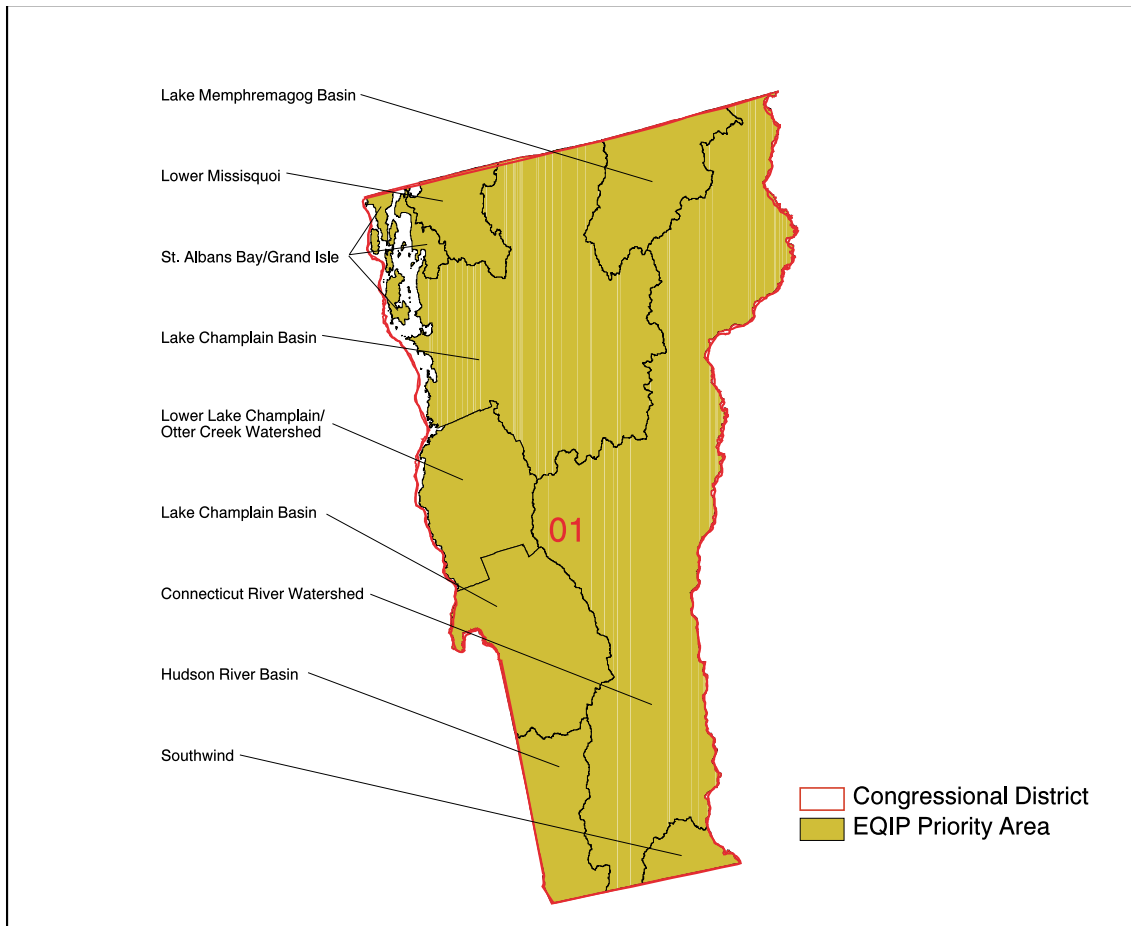 Lake Memphremagog Basin
Lower Missisquoi
St. Albans Bay/Grand Isle
Lake Champlain Basin
Lower Lake Champlain/
Otter Creek Watershed
Lake Champlain Basin
01
Connecticut River Watershed
Hudson River Basin
Southwind
Congressional District
EQIP Priority Area